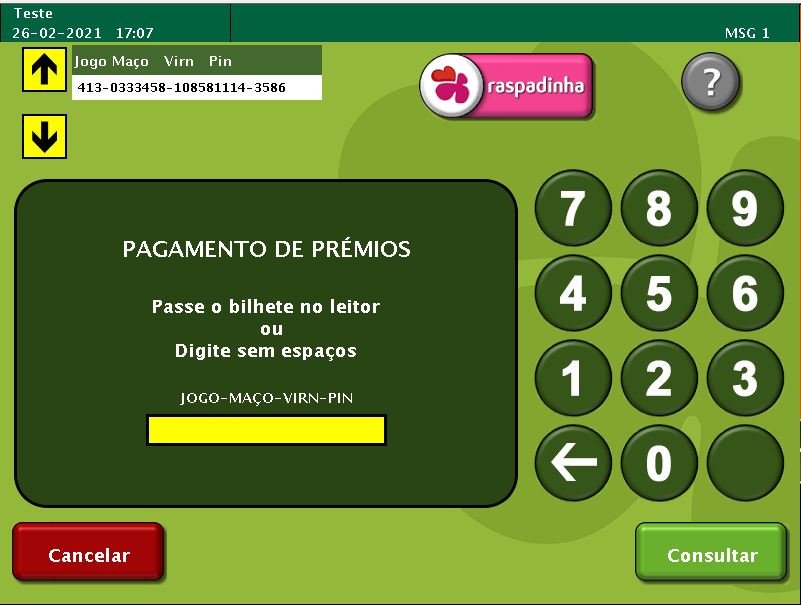 Teste
26-02-2021 17:07
MSG 1
Jogo Maço Virn Pin
413-0333458-108581114-3586
raspadinha
?
PAGAMENTO DE PRÉMIOS
Passe o bilhete no leitor
ou
Digite sem espaços
JOGO-MAÇO-VIRN-PIN
7 8 9
4 5 6
1 2 3
0
Cancelar
Consultar